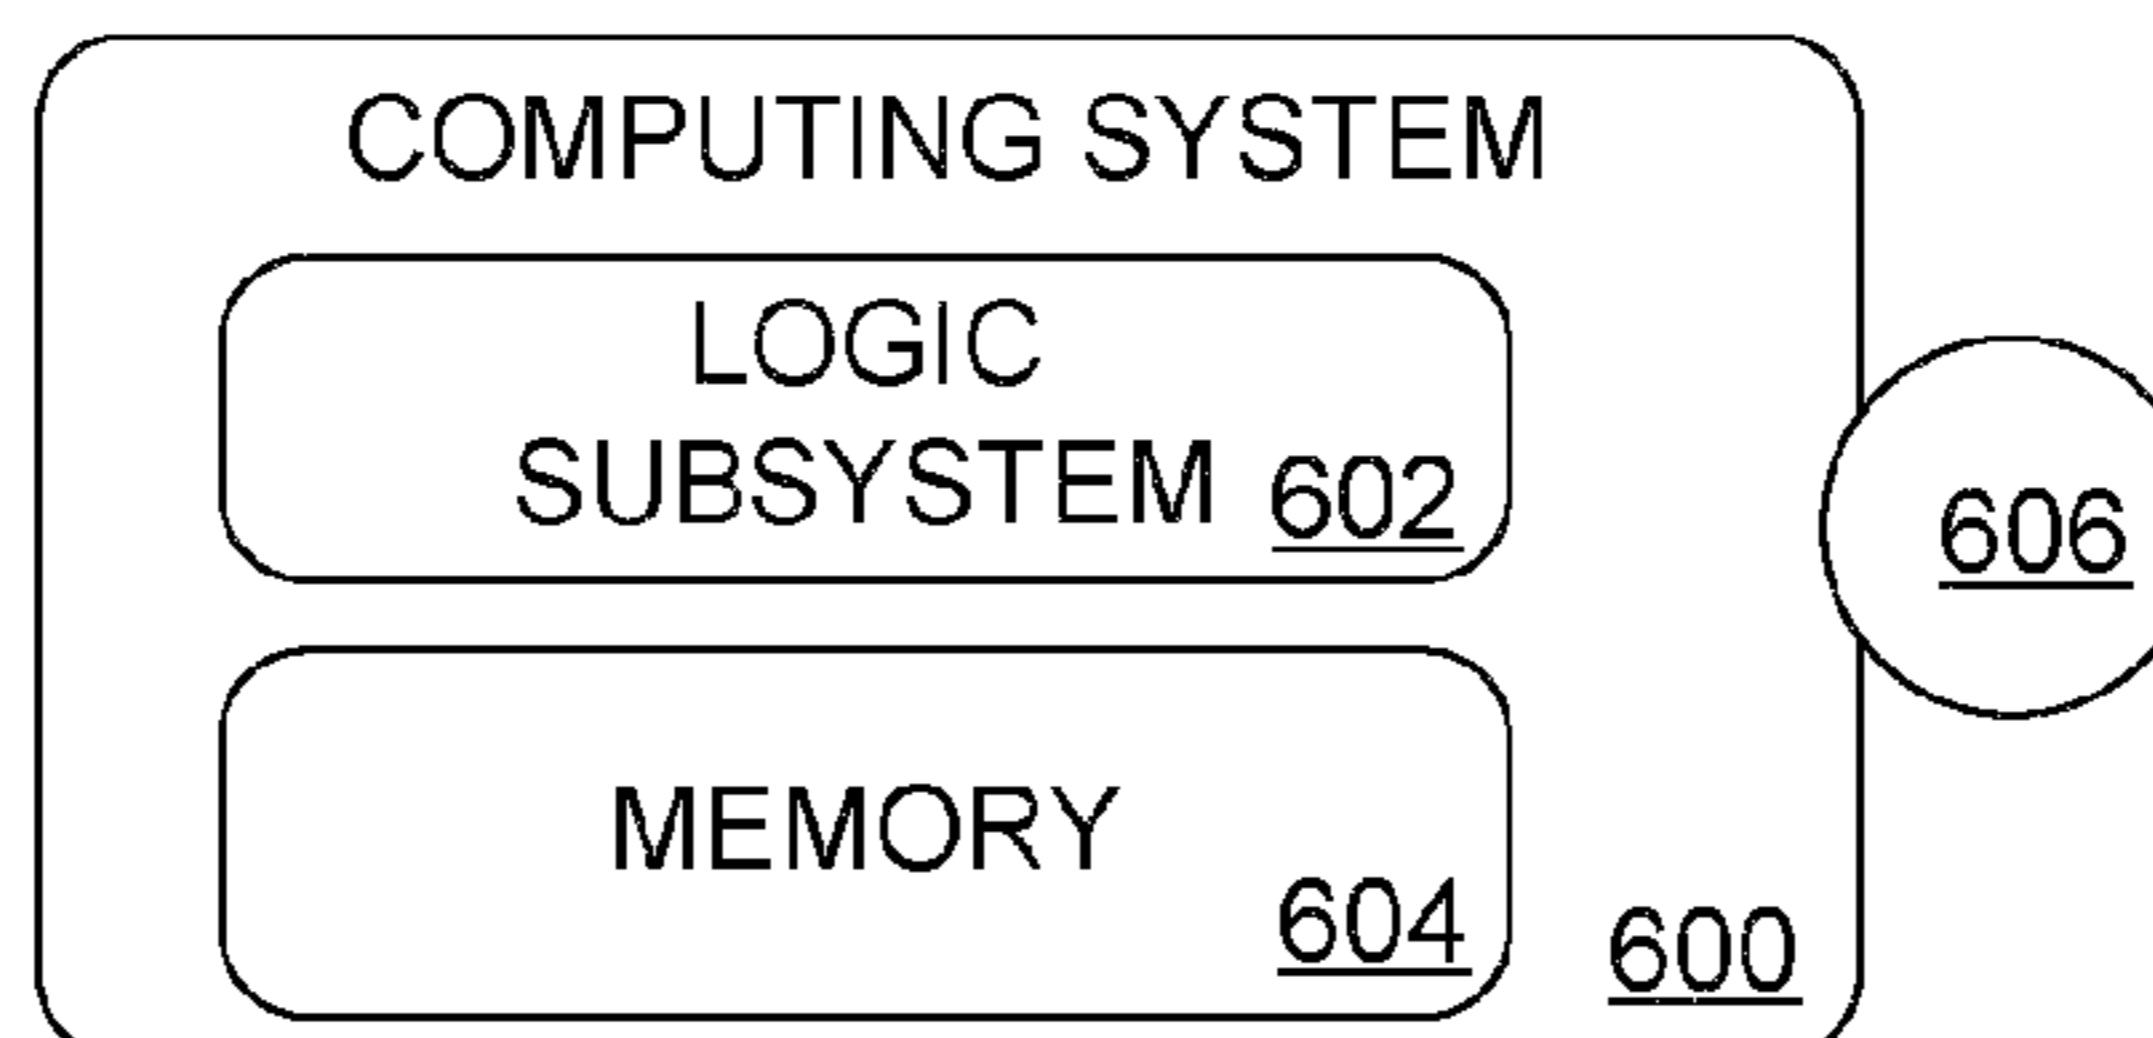 COMPUTING SYSTEM
LOGIC
SUBSYSTEM 602
606
MEMORY
604
600